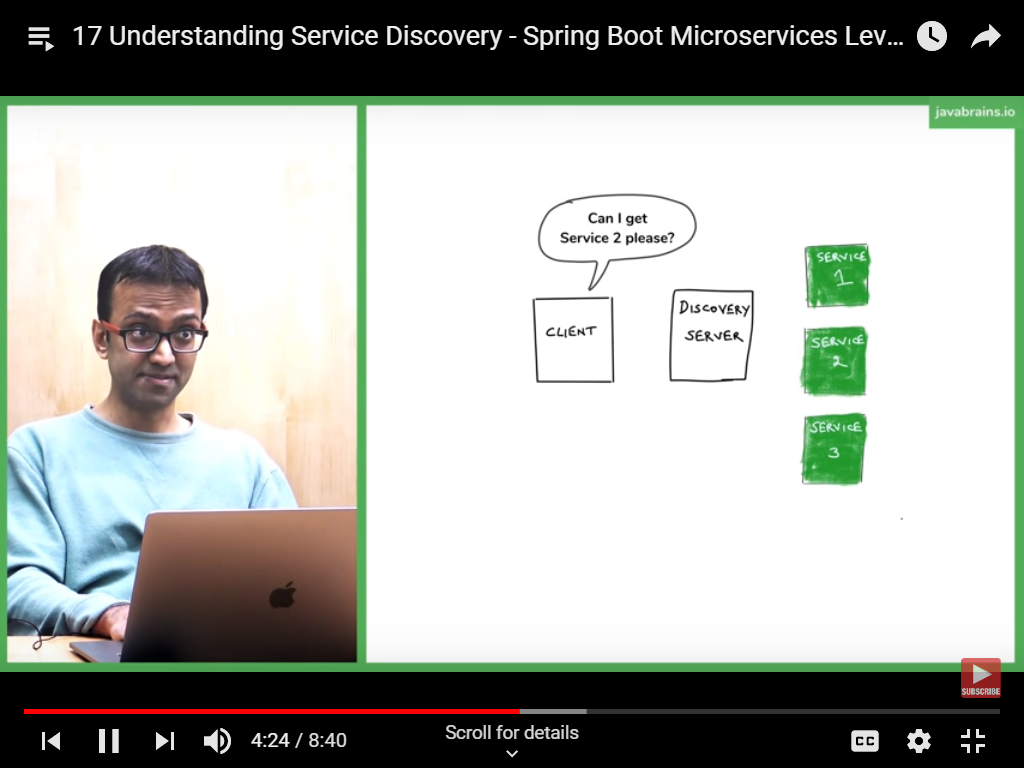 17 Understanding Service Discovery - Spring Boot Microservices Lev...
javabrains.io
Can I get
Service 2 please?
CLIENT
DISCOVERY
SERVER
SERVICE
1
SERVICE
2
SERVICE
3
SUBSCRIBE
4:24 / 8:40
Scroll for details
CC